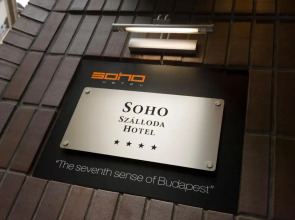 SOHO
HOTEL
SOHO
SZÁLLODA
HOTEL
★ ★ ★ ★
"The seventh sense of Budapest"